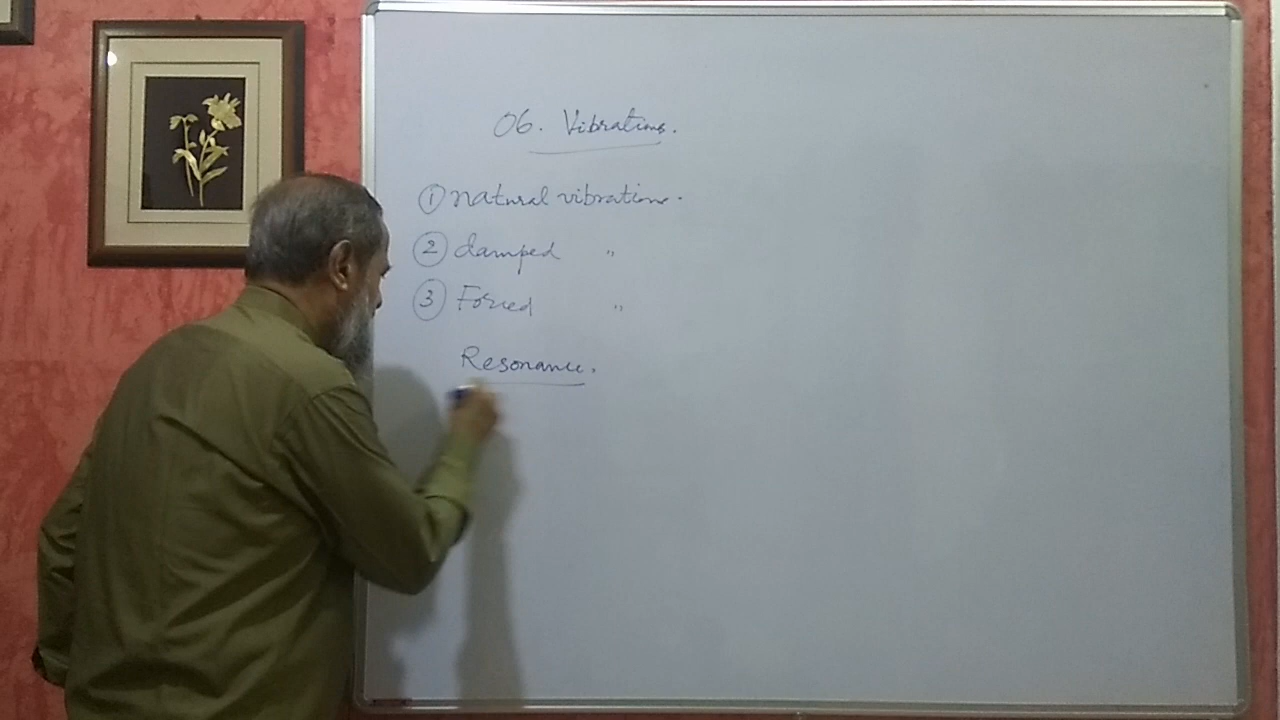 06. Vibrations.
① natural vibrations.
② damped "
③ Forced "
Resonance.